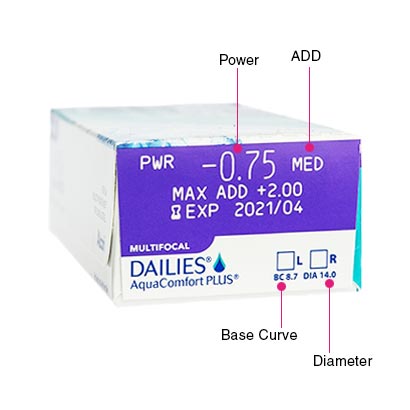 Power
ADD
PWR -0.75 MED
MAX ADD +2.00
EXP 2021/04
MULTIFOCAL
DAILIES®
AquaComfort PLUS®
L R
BC 8.7 DIA 14.0
Base Curve
Diameter